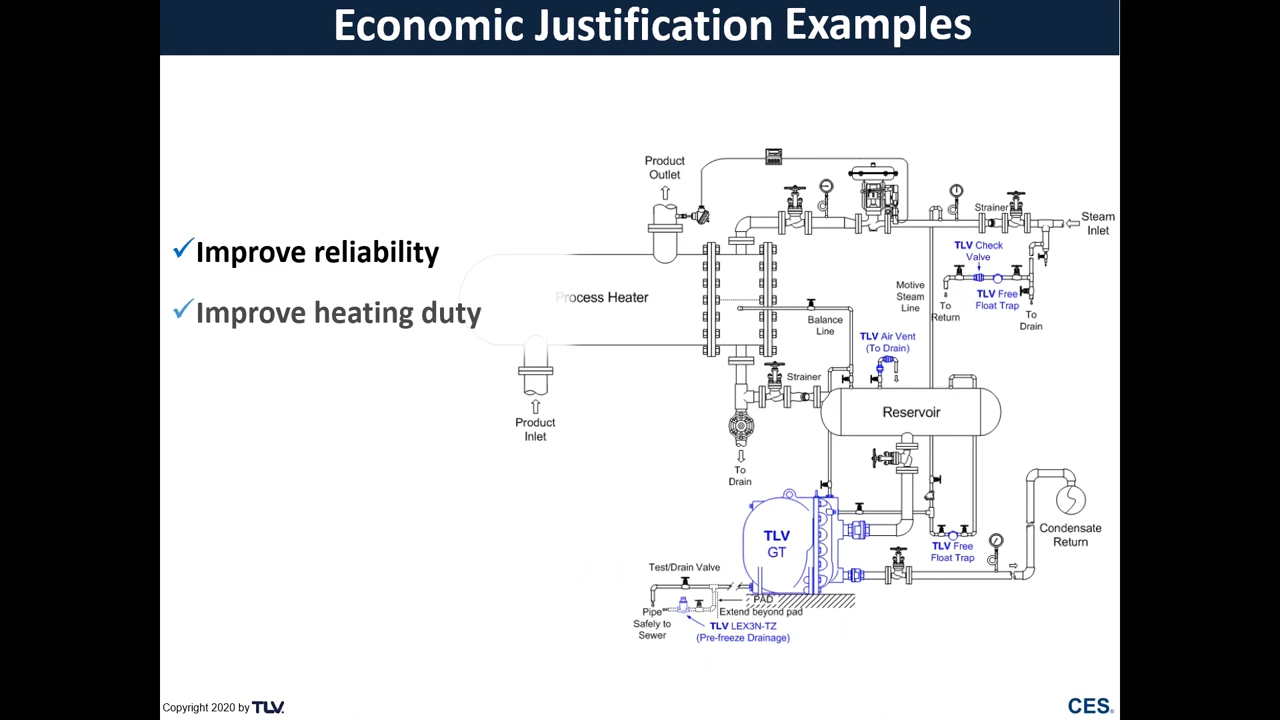 Economic Justification Examples
✓Improve reliability
✓Improve heating duty
Product
Outlet
Process Heater
Product
Inlet
Strainer
Steam
Inlet
TLV Check
Valve
Motive
Steam
Line
To
Return
TLV Free
Float Trap
To
Drain
Balance
Line
TLV Air Vent
(To Drain)
Strainer
Reservoir
To
Drain
TLV
GT
TLV Free
Float Trap
Condensate
Return
Test/Drain Valve
PAD
Extend beyond pad
Pipe
Safely to
Sewer
TLV LEX3N-TZ
(Pre-freeze Drainage)
Copyright 2020 by TLV.
CES®